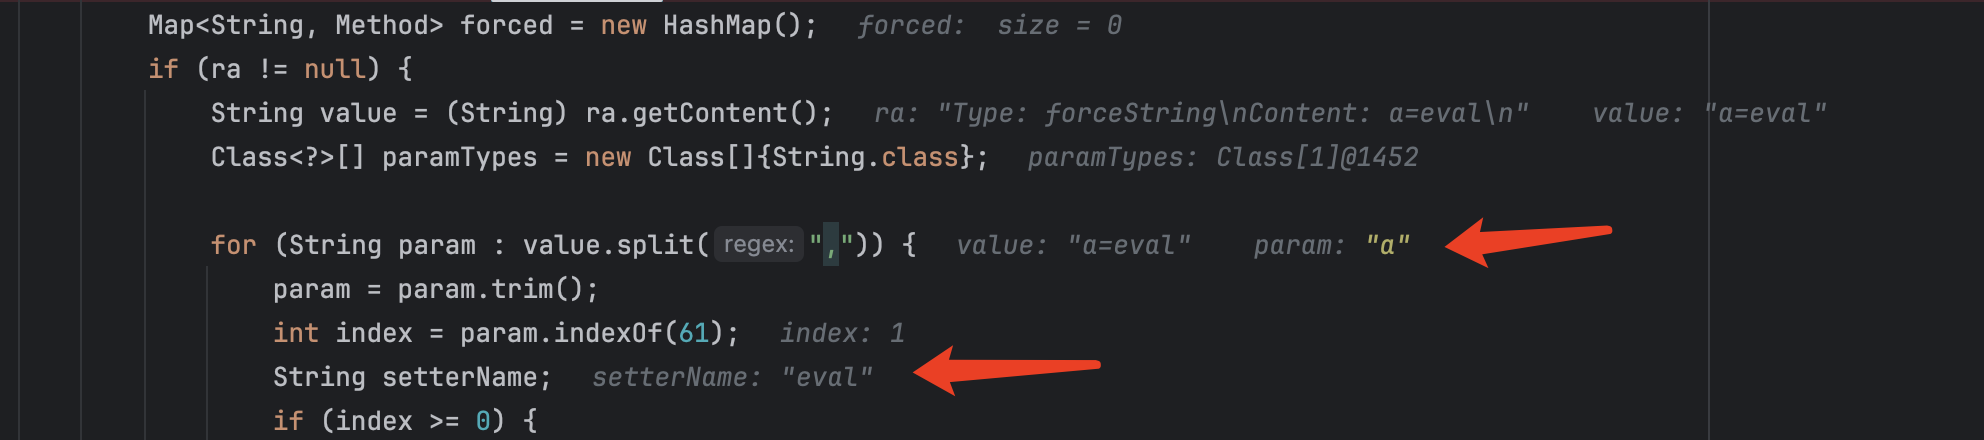 Map<String, Method> forced = new HashMap(); forced: size = 0
if (ra != null) {
String value = (String) ra.getContent(); ra: "Type: forceString\nContent: a=eval\n" value: "a=eval"
Class<?>[] paramTypes = new Class[]{String.class}; paramTypes: Class[1]@1452
for (String param : value.split( regex: ",")) { value: "a=eval" param: "a"
param = param.trim();
int index = param.indexOf(61); index: 1
String setterName; setterName: "eval"
if (index >= 0) {